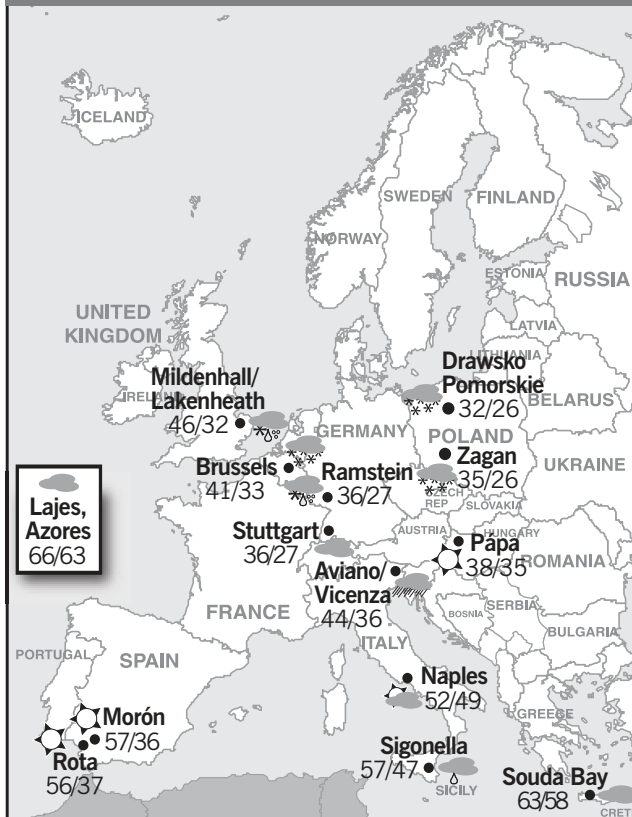 ICELAND
SWEDEN
FINLAND
NORWAY
ESTONIA
RUSSIA
LATVIA
UNITED
KINGDOM
LITHUANIA
Drawsko
Pomorskie
32/26
BELARUS
Mildenhall/
Lakenheath
46/32
IRELAND
GERMANY
POLAND
Zagan
35/26
UKRAINE
Brussels
41/33
Ramstein
36/27
CZECH
REP
SLOVAKIA
Lajes,
Azores
66/63
Stuttgart
36/27
AUSTRIA
HUNGARY
Pápa
38/35
ROMANIA
Aviano/
Vicenza
44/36
FRANCE
BOSNIA
SERBIA
BULGARIA
ITALY
PORTUGAL
SPAIN
Naples
52/49
GREECE
Morón
57/36
Rota
56/37
Sigonella
57/47
SICILY
Souda Bay
63/58
CRET